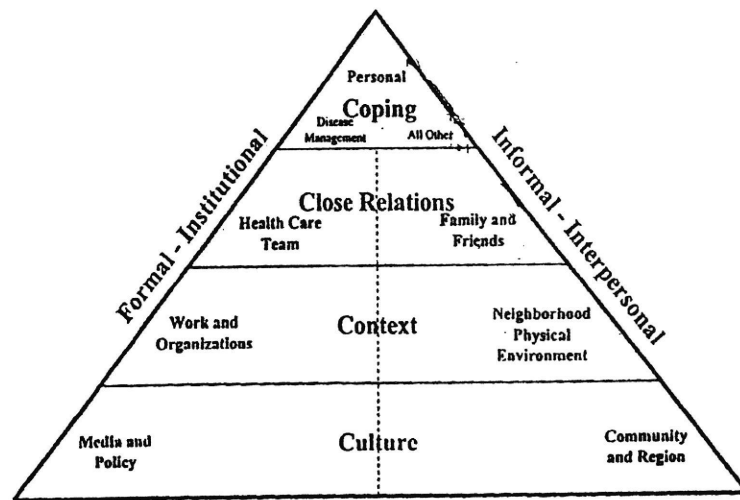 Personal
Coping
Disease
Management
All Other
Formal - Institutional
Informal - Interpersonal
Close Relations
Health Care
Team
Family and
Friends
Context
Work and
Organizations
Neighborhood
Physical
Environment
Culture
Media and
Policy
Community
and Region